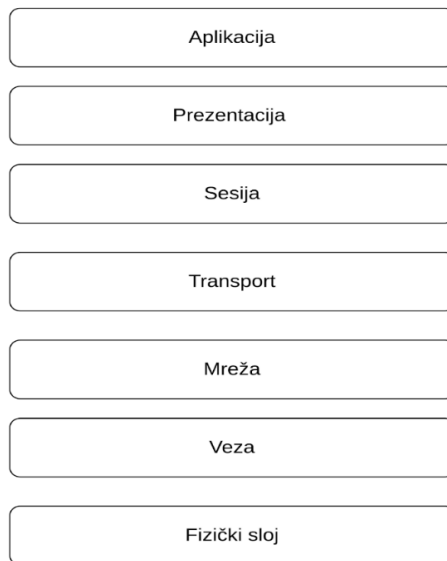 Aplikacija
Prezentacija
Sesija
Transport
Mreža
Veza
Fizički sloj